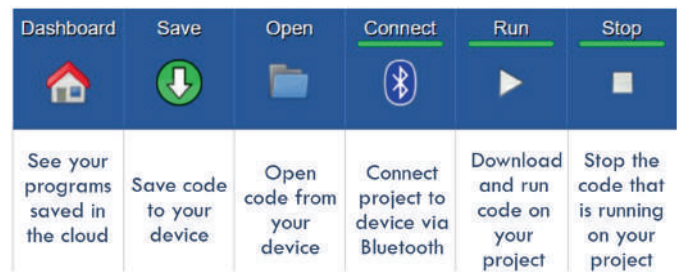 Dashboard
Save
Open
Connect
Run
Stop
See your
programs
saved in
the cloud
Save code
to your
device
Open
code from
your
device
Connect
project to
device via
Bluetooth
Download
and run
code on
your
project
Stop the
code that
is running
on your
project